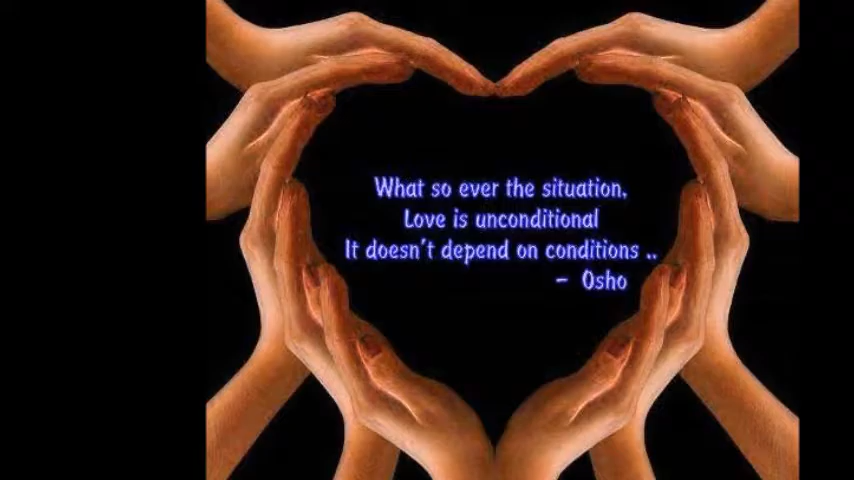 What so ever the situation,
Love is unconditional
It doesn't depend on conditions ..
- Osho